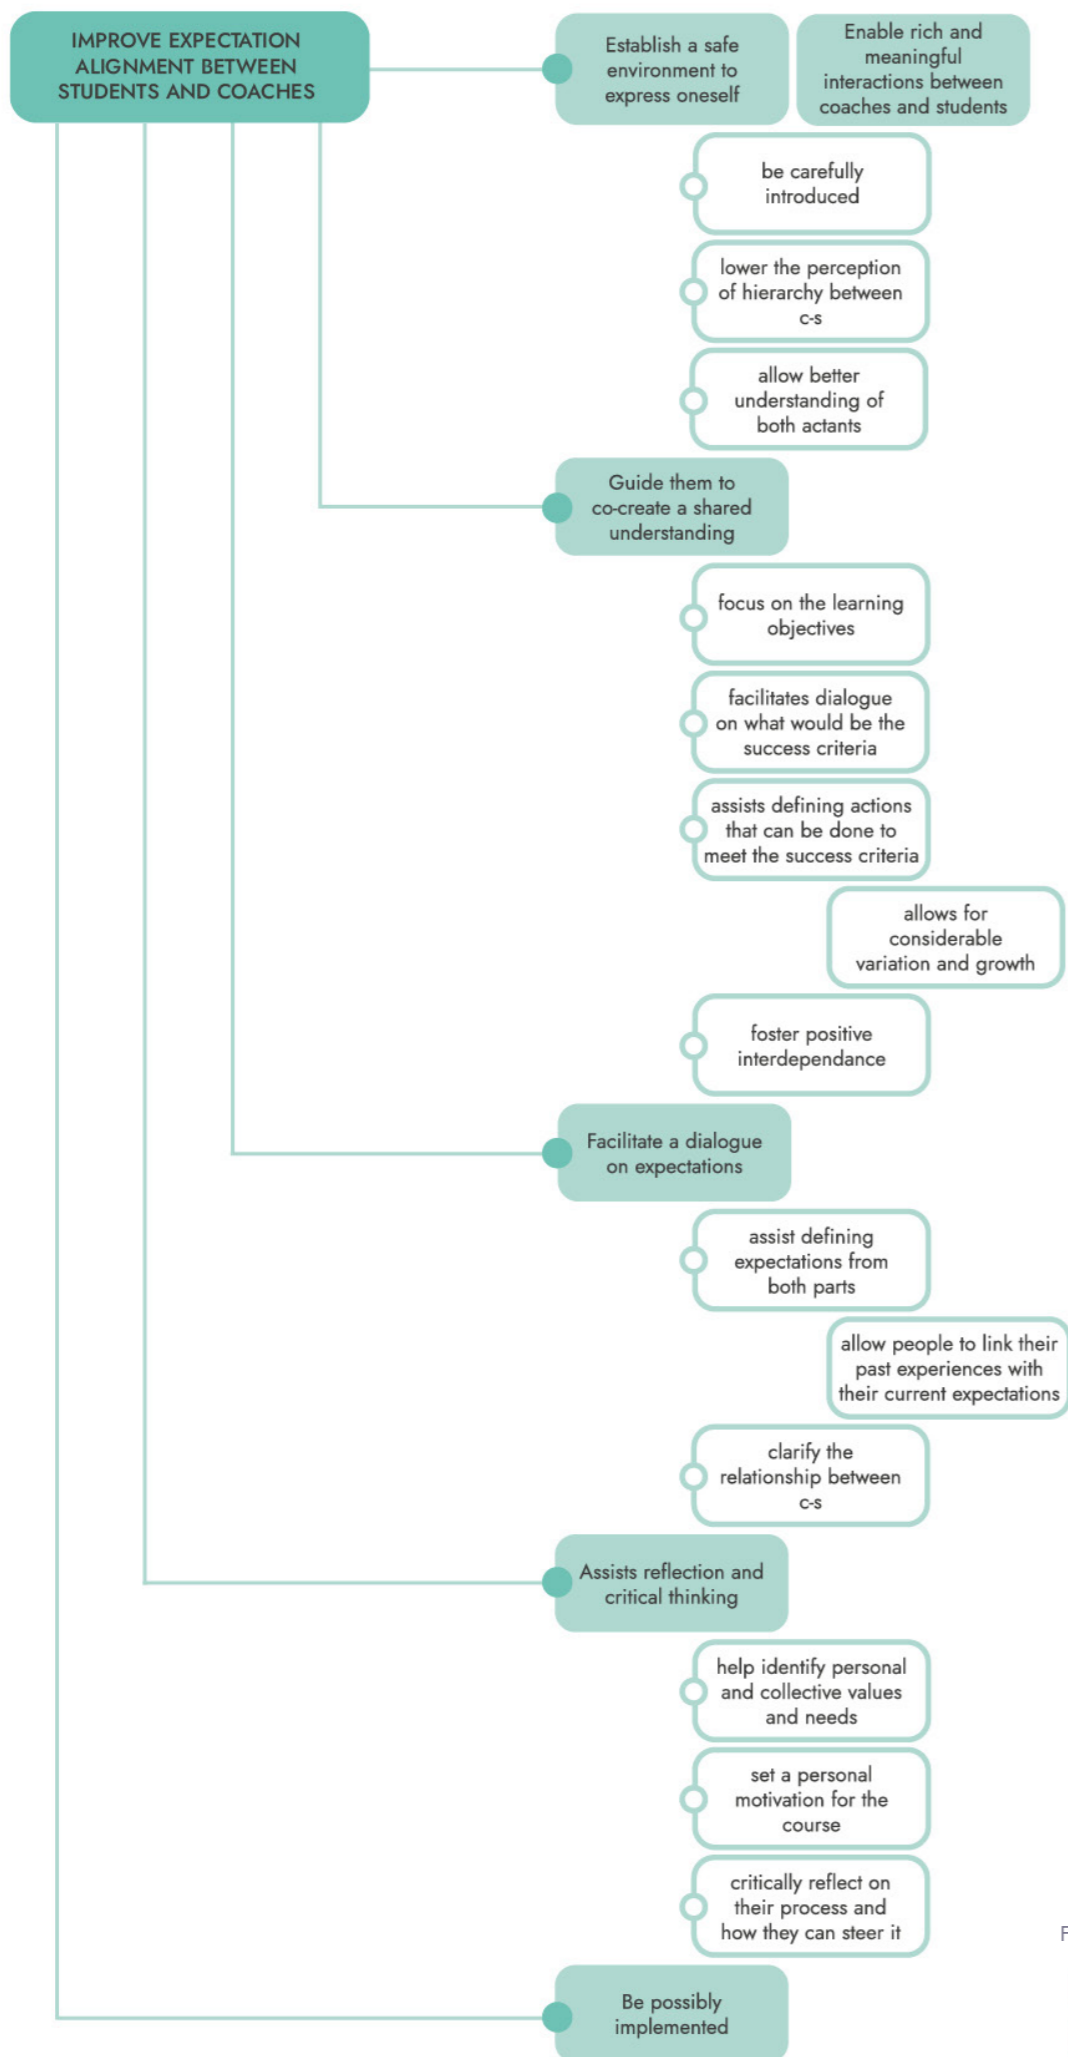 IMPROVE EXPECTATION
ALIGNMENT BETWEEN
STUDENTS AND COACHES
Establish a safe
environment to
express oneself
Enable rich and
meaningful
interactions between
coaches and students
be carefully
introduced
lower the perception
of hierarchy between
c-s
allow better
understanding of
both actants
Guide them to
co-create a shared
understanding
focus on the learning
objectives
facilitates dialogue
on what would be the
success criteria
assists defining actions
that can be done to
meet the success criteria
allows for
considerable
variation and growth
foster positive
interdependance
Facilitate a dialogue
on expectations
assist defining
expectations from
both parts
allow people to link their
past experiences with
their current expectations
clarify the
relationship between
c-s
Assists reflection and
critical thinking
help identify personal
and collective values
and needs
set a personal
motivation for the
course
critically reflect on
their process and
how they can steer it
F
Be possibly
implemented